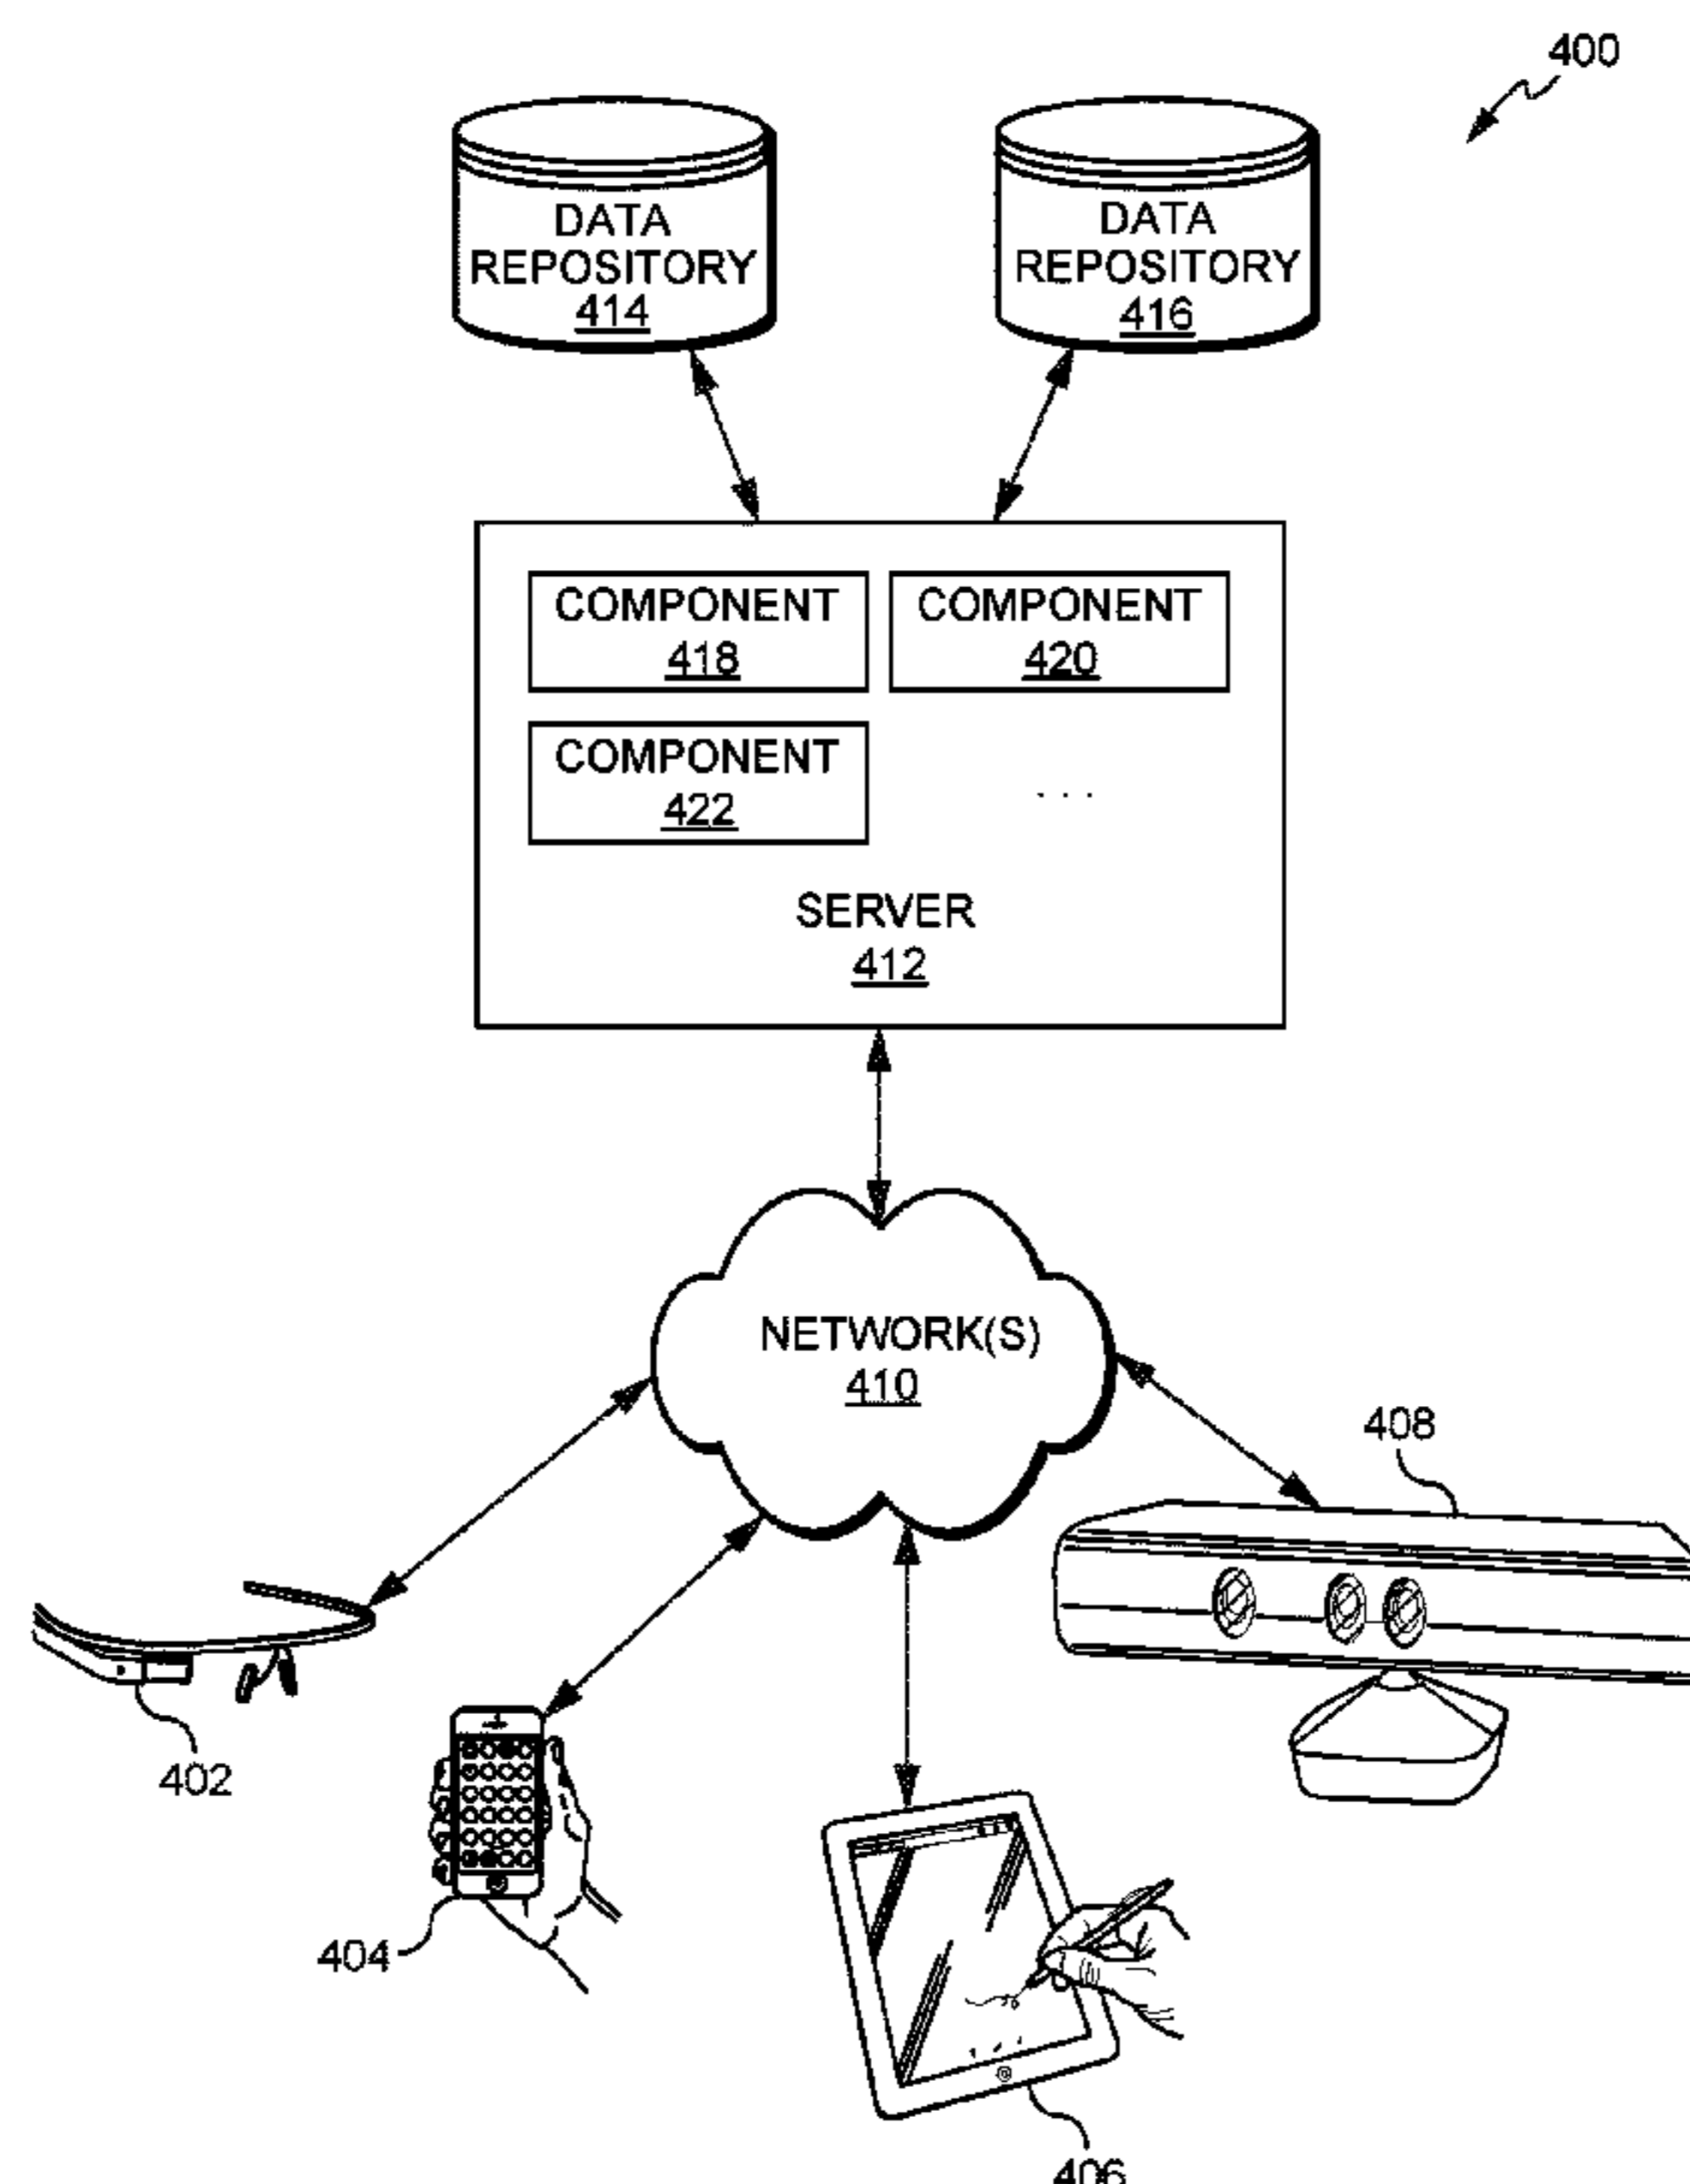 400
DATA
REPOSITORY
414
DATA
REPOSITORY
416
COMPONENT
418
COMPONENT
420
COMPONENT
422
. . .
SERVER
412
NETWORK(S)
410
408
402
404
406